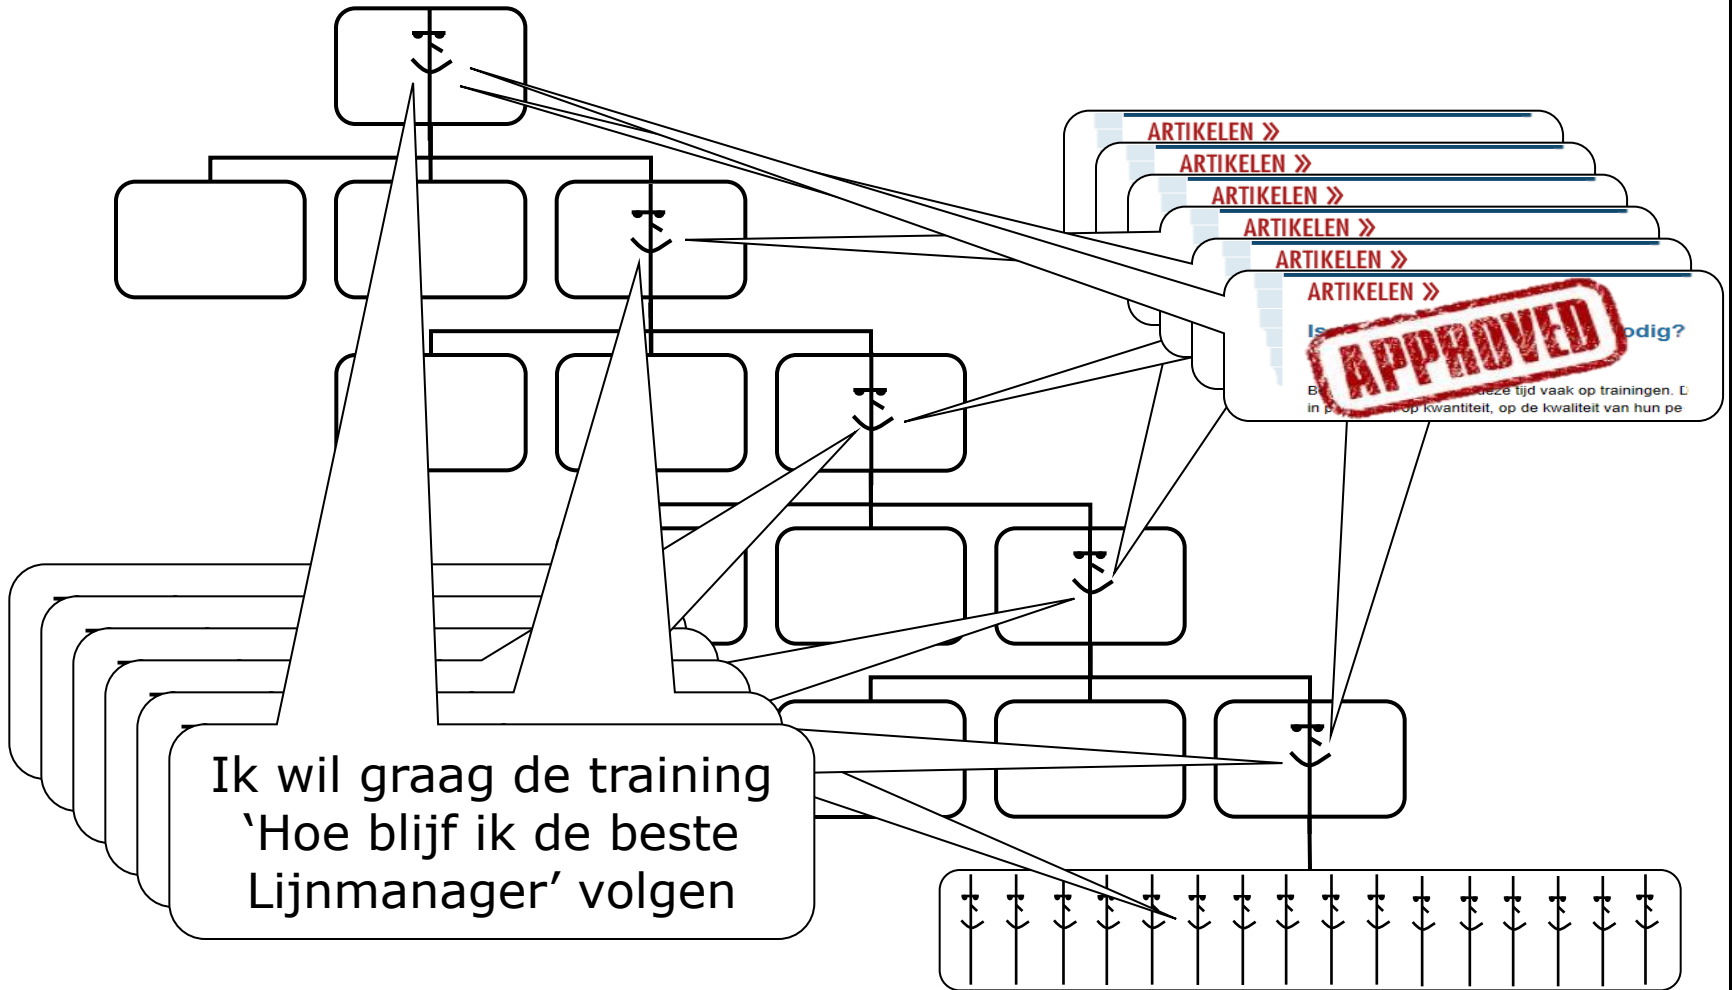 ARTIKELEN »
ARTIKELEN »
ARTIKELEN »
ARTIKELEN »
ARTIKELEN »
ARTIKELEN »
APPROVED
odig?
deze tijd vaak op trainingen. D
in op kwantiteit, op de kwaliteit van hun pe
Ik wil graag de training
‘Hoe blijf ik de beste
Lijnmanager’ volgen